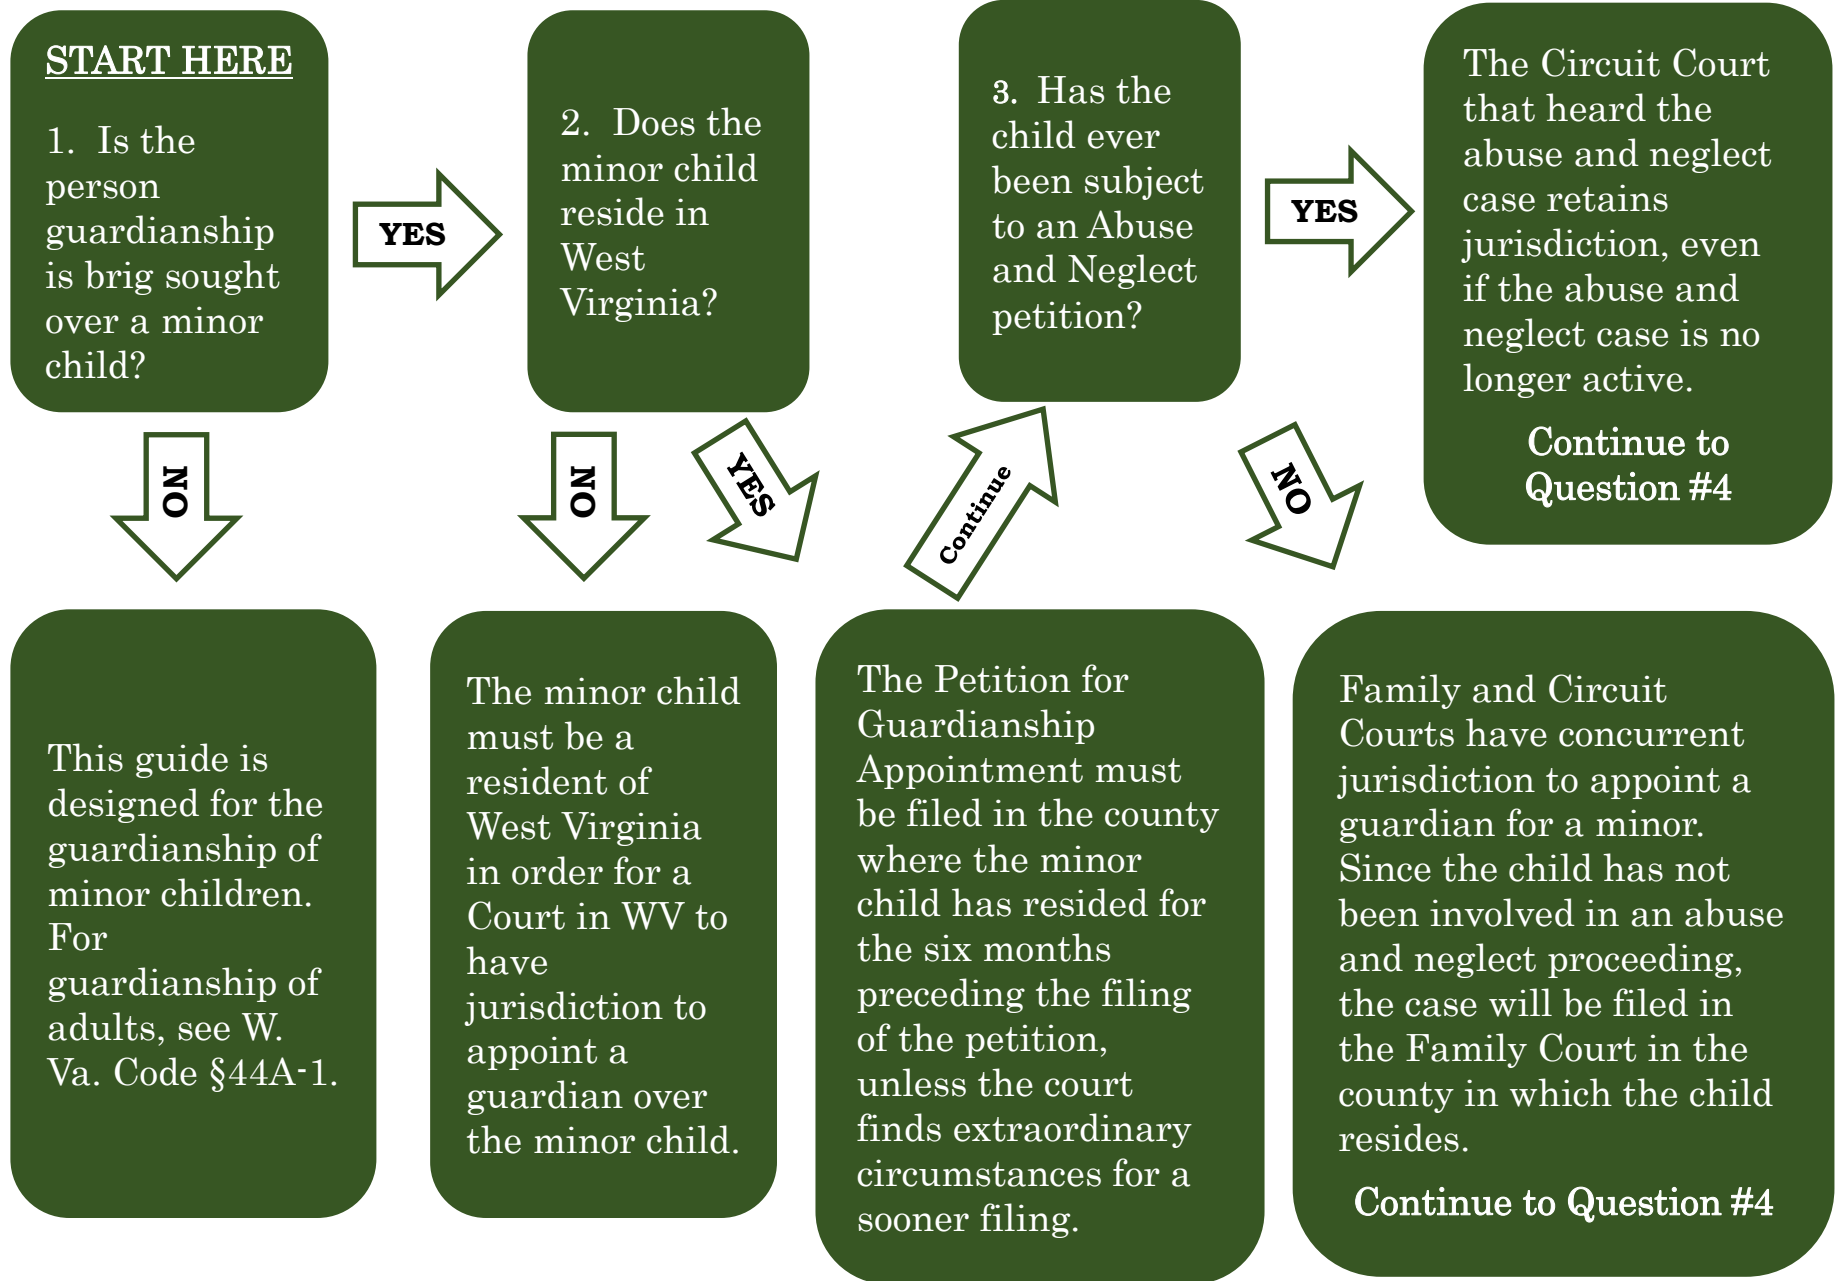 START HERE
1. Is the
person
guardianship
is brig sought
over a minor
child?
YES
NO
This guide is
designed for the
guardianship of
minor children.
For
guardianship of
adults, see W.
Va. Code §44A-1.
2. Does the
minor child
reside in
West
Virginia?
NO
The minor child
must be a
resident of
West Virginia
in order for a
Court in WV to
have
jurisdiction to
appoint a
guardian over
the minor child.
YES
The Petition for
Guardianship
Appointment must
be filed in the county
where the minor
child has resided for
the six months
preceding the filing
of the petition,
unless the court
finds extraordinary
circumstances for a
sooner filing.
Continue
3. Has the
child ever
been subject
to an Abuse
and Neglect
petition?
YES
The Circuit Court
that heard the
abuse and neglect
case retains
jurisdiction, even
if the abuse and
neglect case is no
longer active.
Continue to
Question #4
NO
Family and Circuit
Courts have concurrent
jurisdiction to appoint a
guardian for a minor.
Since the child has not
been involved in an abuse
and neglect proceeding,
the case will be filed in
the Family Court in the
county in which the child
resides.
Continue to Question #4